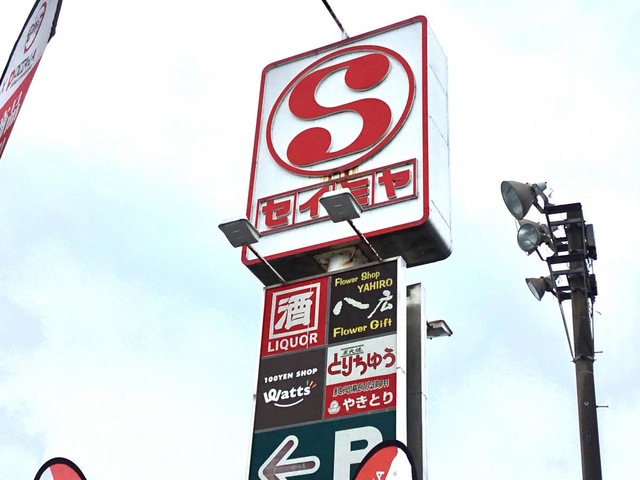 S
セイミヤ
酒
LIQUOR
Flower Shop
YAHIRO
八広
Flower Gift
100YEN SHOP
Watts
とりちゅう
やきとり
P